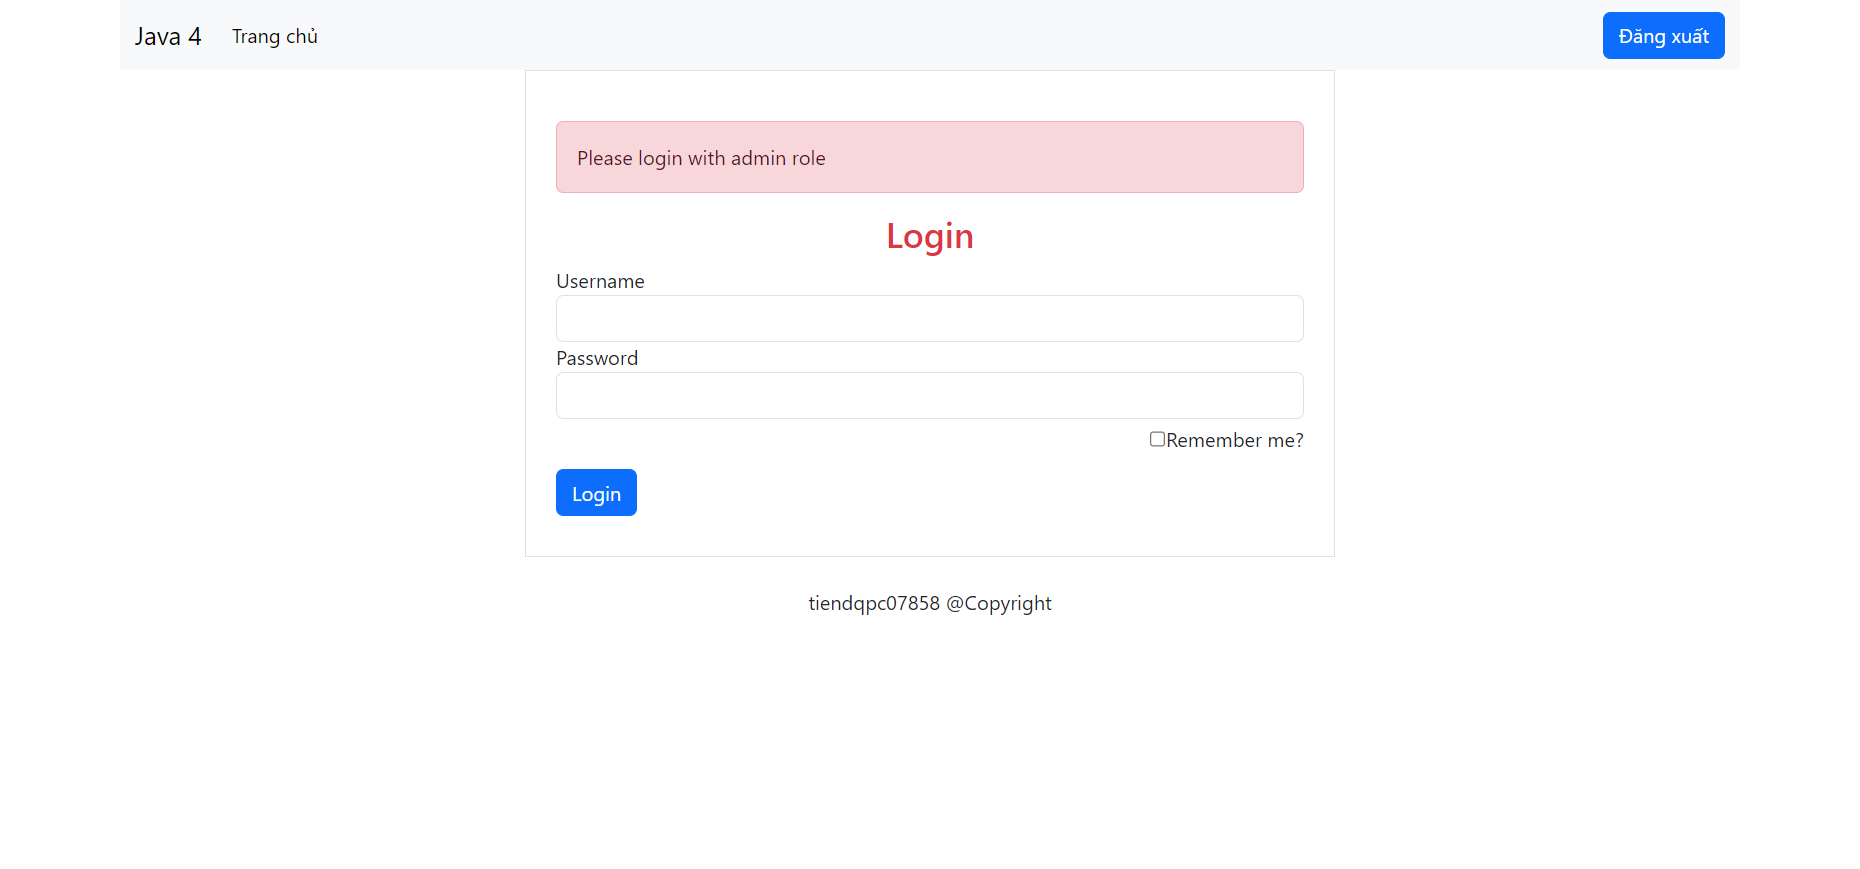 Java 4 Trang chủ Đăng xuất
Please login with admin role
Login
Username
Password
Remember me?
Login
tiendqpc07858 @Copyright